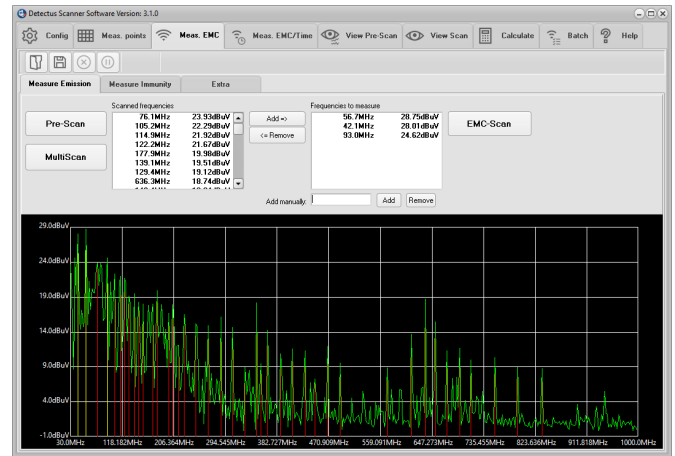 Detectus Scanner Software Version: 3.1.0
Config Meas. points Meas. EMC Meas. EMC/Time View Pre-Scan View Scan Calculate Batch Help
Measure Emission Measure Immunity Extra
Scanned frequencies Frequencies to measure
Pre-Scan
MultiScan
76.1MHz 23.93dBuV
105.2MHz 22.29dBuV
114.9MHz 21.92dBuV
122.2MHz 21.67dBuV
177.9MHz 19.98dBuV
139.1MHz 19.51dBuV
129.4MHz 19.12dBuV
636.3MHz 18.74dBuV
Add =>
<= Remove
56.7MHz 28.75dBuV
42.1MHz 28.01dBuV
93.0MHz 24.62dBuV
EMC-Scan
Add manually: Add Remove
29.0dBuV
24.0dBuV
19.0dBuV
14.0dBuV
9.0dBuV
4.0dBuV
-1.0dBuV
30.0MHz 118.182MHz 206.364MHz 294.545MHz 382.727MHz 470.909MHz 559.091MHz 647.273MHz 735.455MHz 823.636MHz 911.818MHz 1000.0MHz